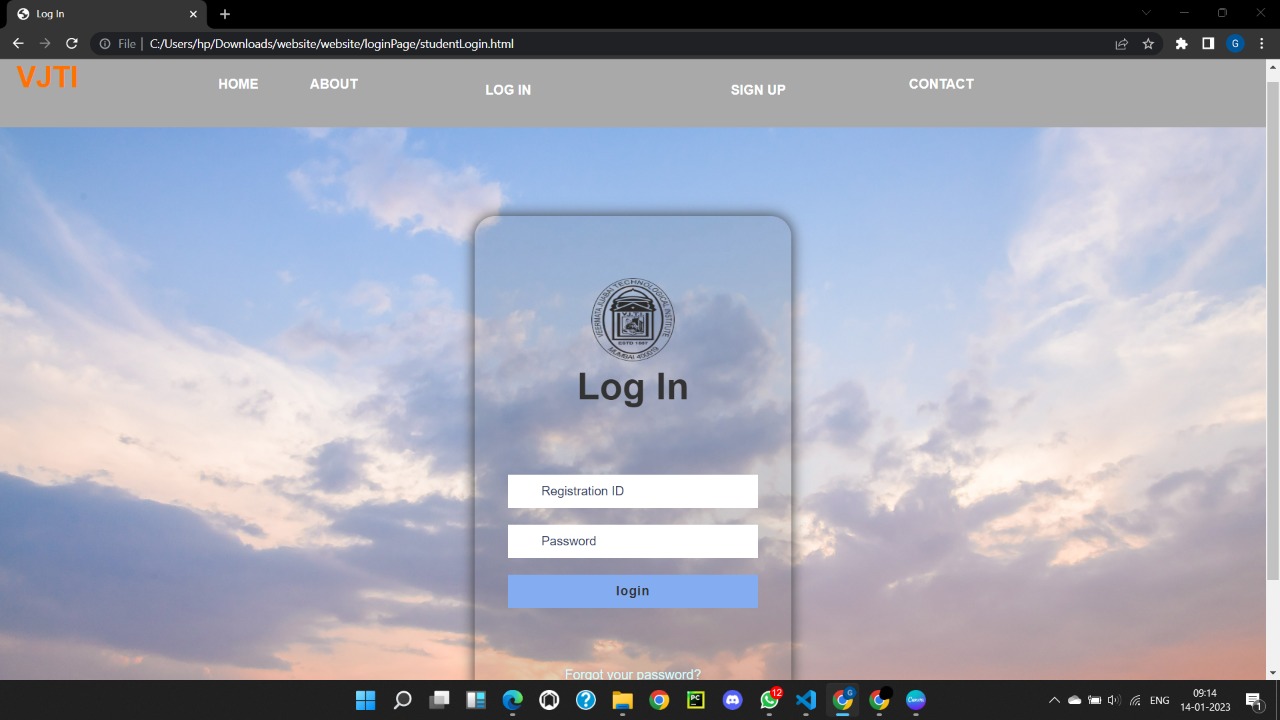 Log In
File | C:/Users/hp/Downloads/website/website/loginPage/studentLogin.html
G
VJTI
HOME
ABOUT
LOG IN
SIGN UP
CONTACT
VEERMATA JIJABAI TECHNOLOGICAL INSTITUTE
VJTI
ESTD 1887
MUMBAI 400019
Log In
Registration ID
Password
login
Forgot your password?
PC
12
G
Canva
ENG
09:14
14-01-2023
1